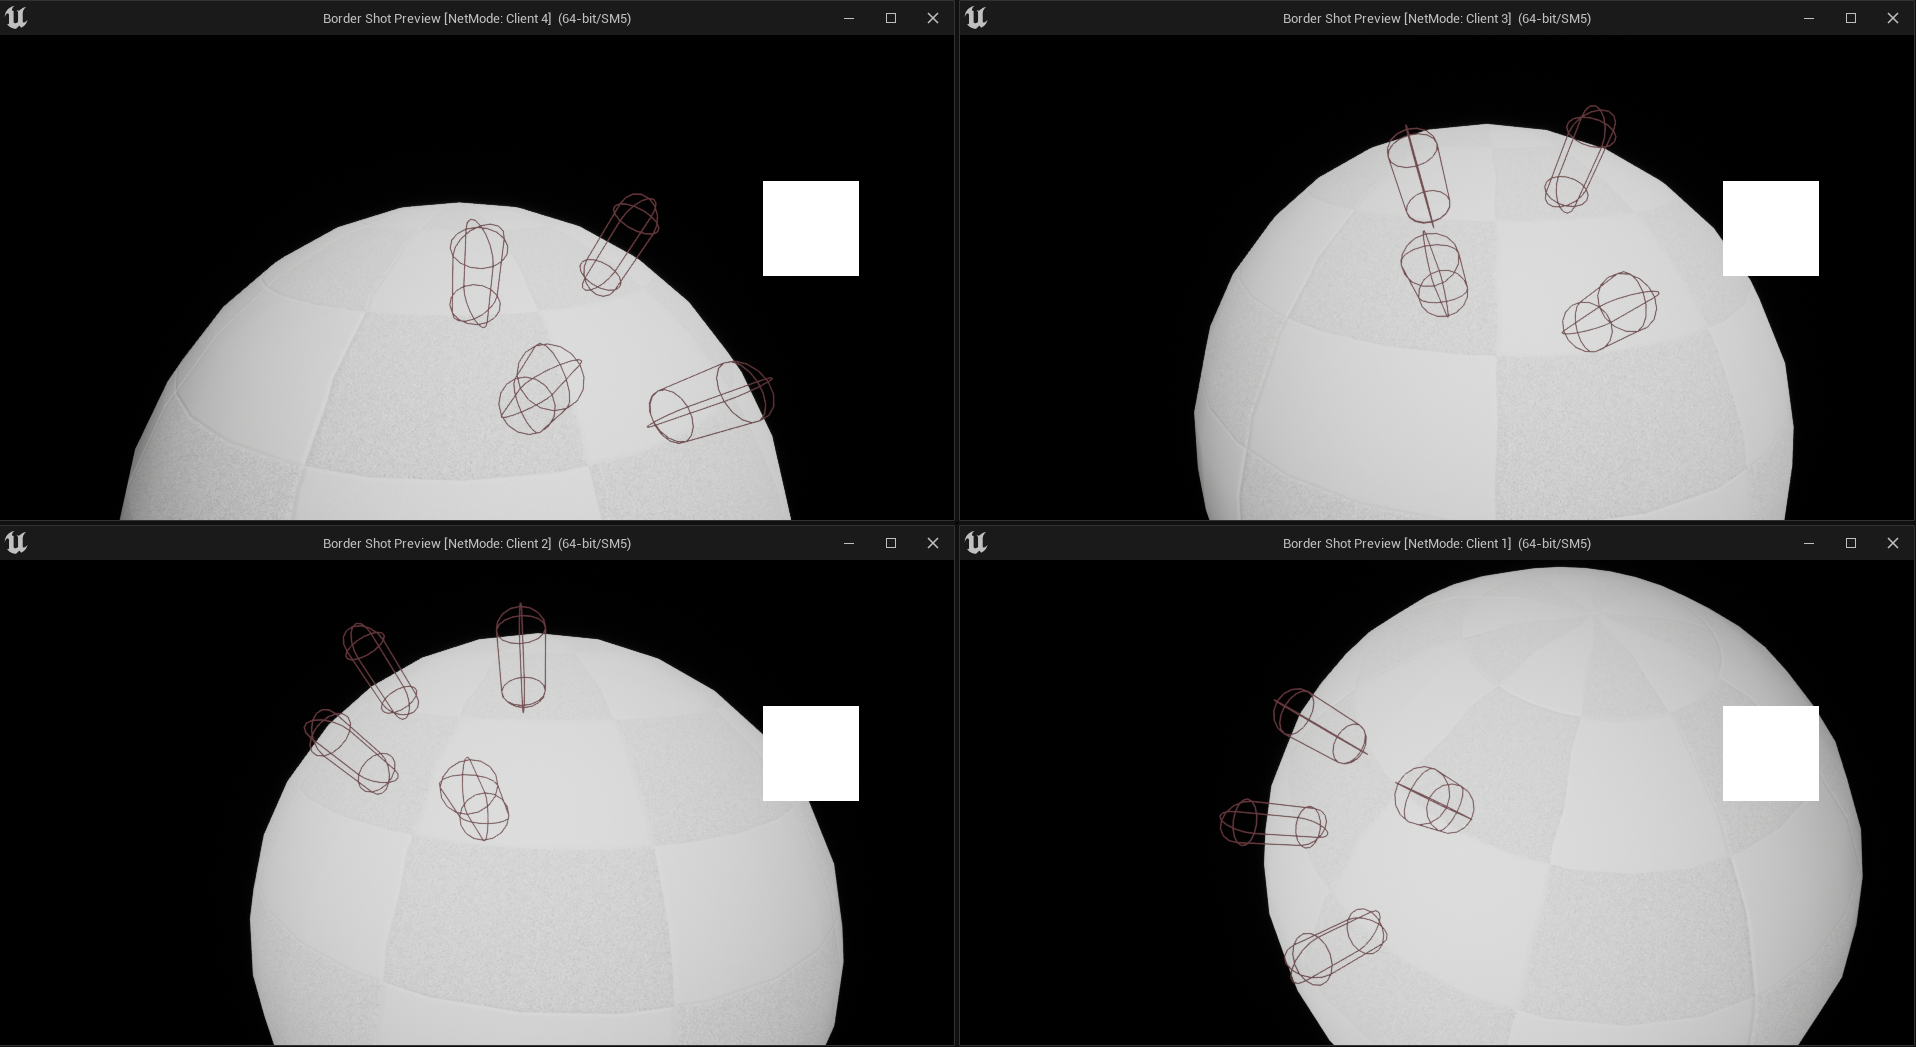 Border Shot Preview [NetMode: Client 4] (64-bit/SM5)
Border Shot Preview [NetMode: Client 3] (64-bit/SM5)
Border Shot Preview [NetMode: Client 2] (64-bit/SM5)
Border Shot Preview [NetMode: Client 1] (64-bit/SM5)